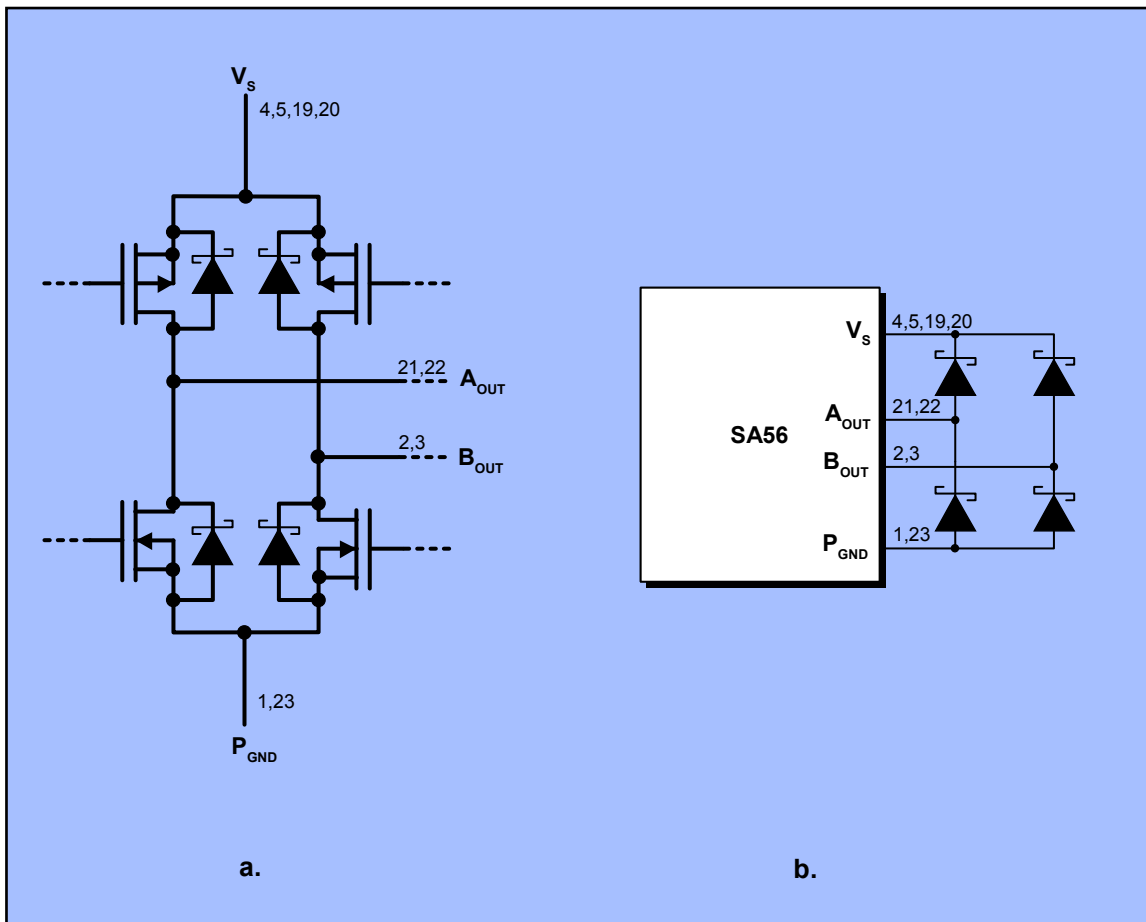 VS
4,5,19,20
21,22
AOUT
2,3
BOUT
1,23
PGND
a.
SA56
VS
4,5,19,20
AOUT
21,22
BOUT
2,3
PGND
1,23
b.